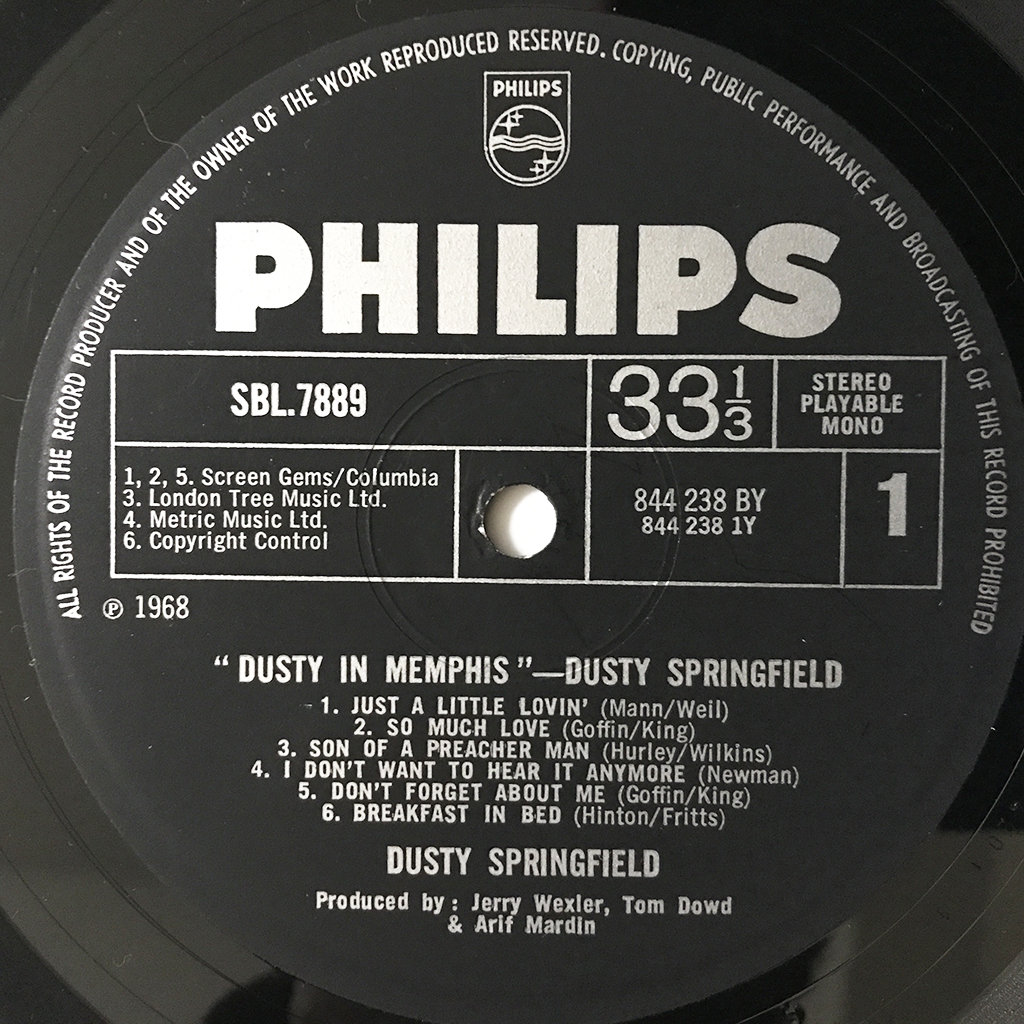 ALL RIGHTS OF THE RECORD PRODUCER AND OF THE OWNER OF THE WORK REPRODUCED RESERVED. COPYING, PUBLIC PERFORMANCE AND BROADCASTING OF THIS RECORD PROHIBITED
PHILIPS
PHILIPS
SBL.7889
33 1/3
STEREO
PLAYABLE
MONO
1, 2, 5. Screen Gems/Columbia
3. London Tree Music Ltd.
4. Metric Music Ltd.
6. Copyright Control
844 238 BY
844 238 1Y
1
℗ 1968
“ DUSTY IN MEMPHIS ”—DUSTY SPRINGFIELD
1. JUST A LITTLE LOVIN' (Mann/Weil)
2. SO MUCH LOVE (Goffin/King)
3. SON OF A PREACHER MAN (Hurley/Wilkins)
4. I DON'T WANT TO HEAR IT ANYMORE (Newman)
5. DON'T FORGET ABOUT ME (Goffin/King)
6. BREAKFAST IN BED (Hinton/Fritts)
DUSTY SPRINGFIELD
Produced by : Jerry Wexler, Tom Dowd
& Arif Mardin